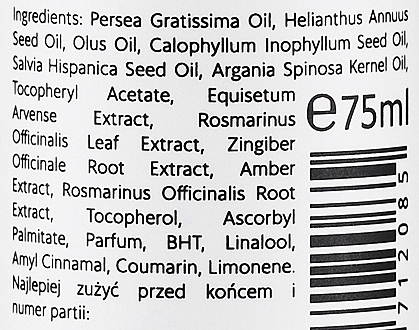 Ingredients: Persea Gratissima Oil, Helianthus Annuus
Seed Oil, Olus Oil, Calophyllum Inophyllum Seed Oil,
Salvia Hispanica Seed Oil, Argania Spinosa Kernel Oil,
Tocopheryl Acetate, Equisetum
Arvense Extract, Rosmarinus
Officinalis Leaf Extract, Zingiber
Officinale Root Extract, Amber
Extract, Rosmarinus Officinalis Root
Extract, Tocopherol, Ascorbyl
Palmitate, Parfum, BHT, Linalool,
Amyl Cinnamal, Coumarin, Limonene.
Najlepiej zużyć przed końcem i
numer partii:
℮75ml
712085